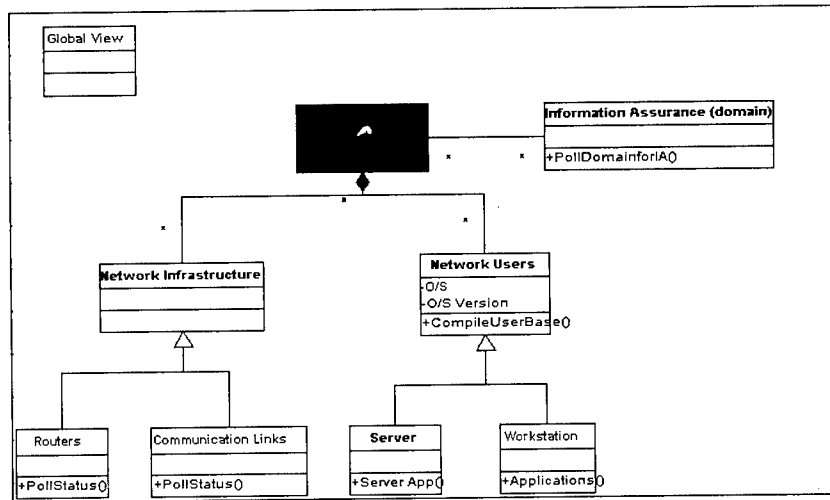 Global View
Information Assurance (domain)
+PollDomainforIA()
*
*
*
*
*
Network Infrastructure
Network Users
-O/S
-O/S Version
+CompileUserBase()
Routers
+PollStatus()
Communication Links
+PollStatus()
Server
+Server App()
Workstation
+Applications()